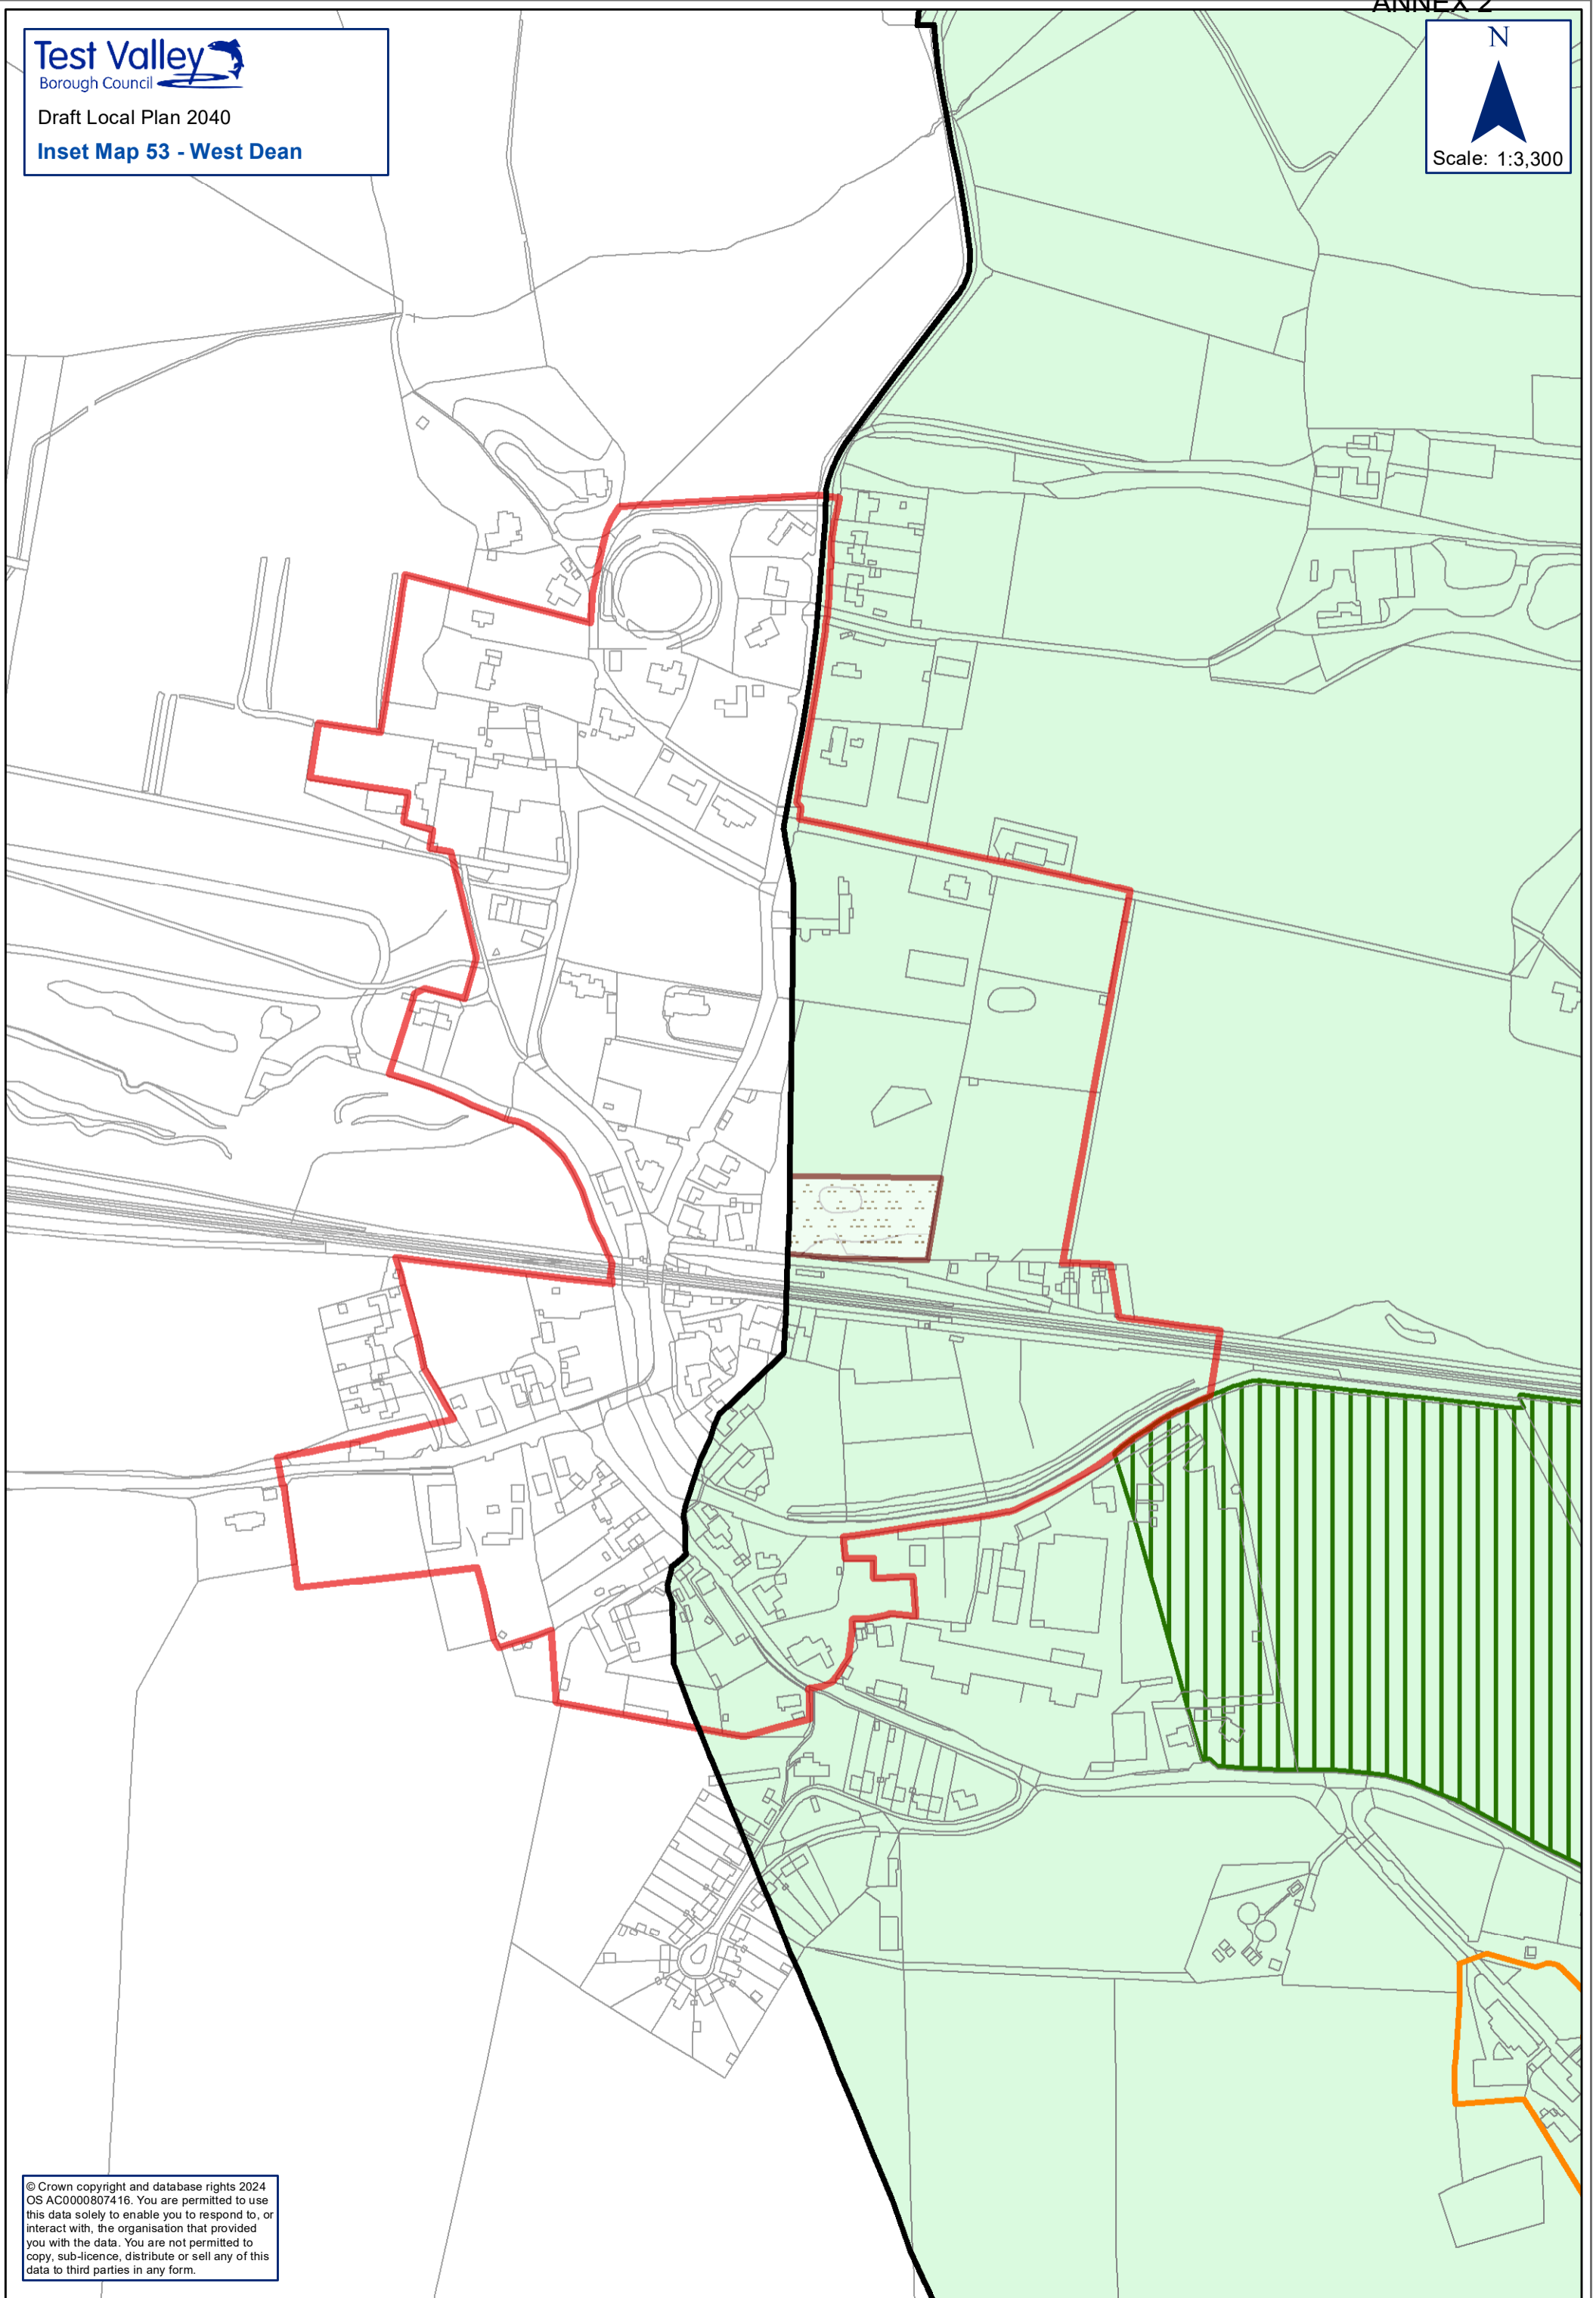 ANNEX 2
Test Valley
Borough Council
Draft Local Plan 2040
Inset Map 53 - West Dean
N
Scale: 1:3,300
© Crown copyright and database rights 2024
OS AC0000807416. You are permitted to use
this data solely to enable you to respond to, or
interact with, the organisation that provided
you with the data. You are not permitted to
copy, sub-licence, distribute or sell any of this
data to third parties in any form.